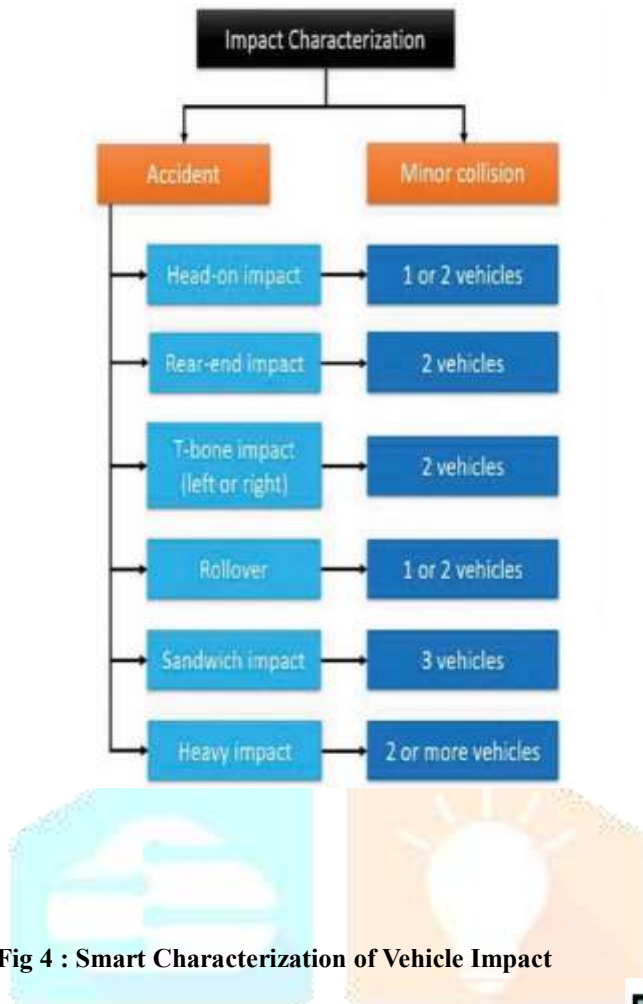 Impact Characterization
Accident
Minor collision
Head-on impact
1 or 2 vehicles
Rear-end impact
2 vehicles
T-bone impact
(left or right)
2 vehicles
Rollover
1 or 2 vehicles
Sandwich impact
3 vehicles
Heavy impact
2 or more vehicles
Fig 4 : Smart Characterization of Vehicle Impact